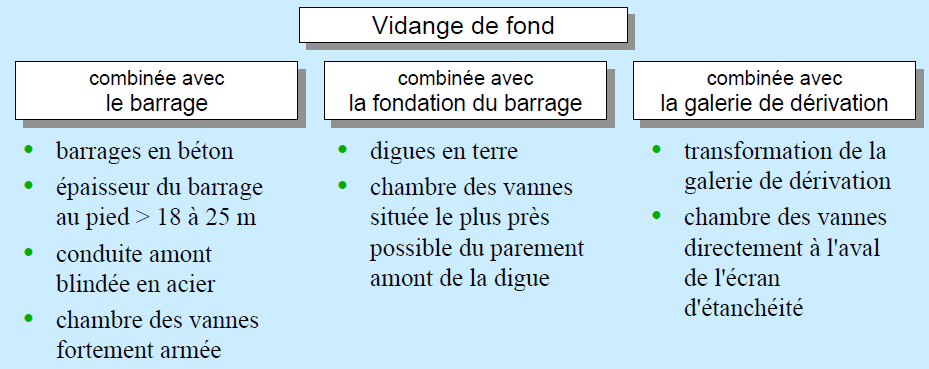 Vidange de fond
combinée avec
le barrage
• barrages en béton
• épaisseur du barrage
au pied > 18 à 25 m
• conduite amont
blindée en acier
• chambre des vannes
fortement armée
combinée avec
la fondation du barrage
• digues en terre
• chambre des vannes
située le plus près
possible du parement
amont de la digue
combinée avec
la galerie de dérivation
• transformation de la
galerie de dérivation
• chambre des vannes
directement à l'aval
de l'écran
d'étanchéité